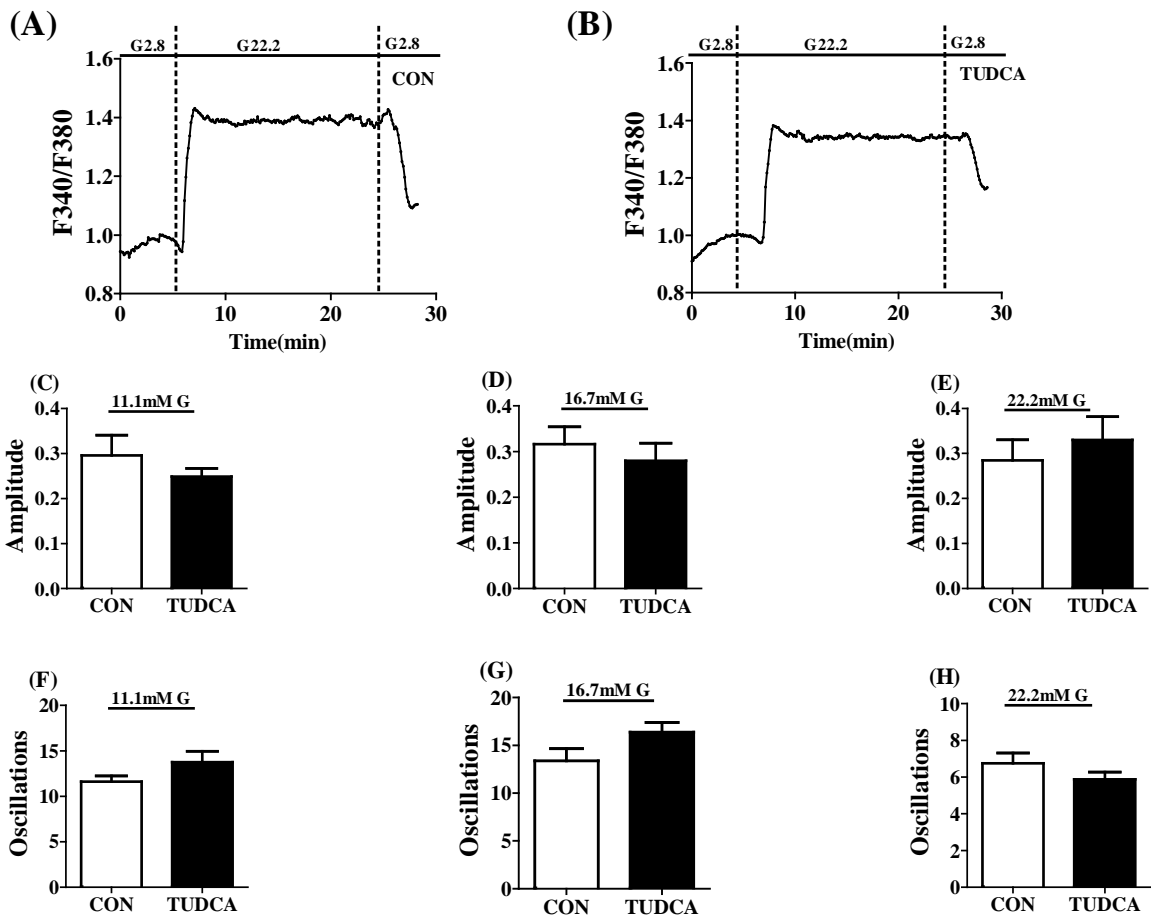 (A)
G2.8 G22.2 G2.8
CON
F340/F380
1.6
1.4
1.2
1.0
0.8
0 10 20 30
Time(min)
(B)
G2.8 G22.2 G2.8
TUDCA
F340/F380
1.6
1.4
1.2
1.0
0.8
0 10 20 30
Time(min)
(C)
11.1mM G
Amplitude
0.4
0.3
0.2
0.1
0.0
CON TUDCA
(D)
16.7mM G
Amplitude
0.4
0.3
0.2
0.1
0.0
CON TUDCA
(E)
22.2mM G
Amplitude
0.4
0.3
0.2
0.1
0.0
CON TUDCA
(F)
11.1mM G
Oscillations
20
15
10
5
0
CON TUDCA
(G)
16.7mM G
Oscillations
20
15
10
5
0
CON TUDCA
(H)
22.2mM G
Oscillations
10
8
6
4
2
0
CON TUDCA